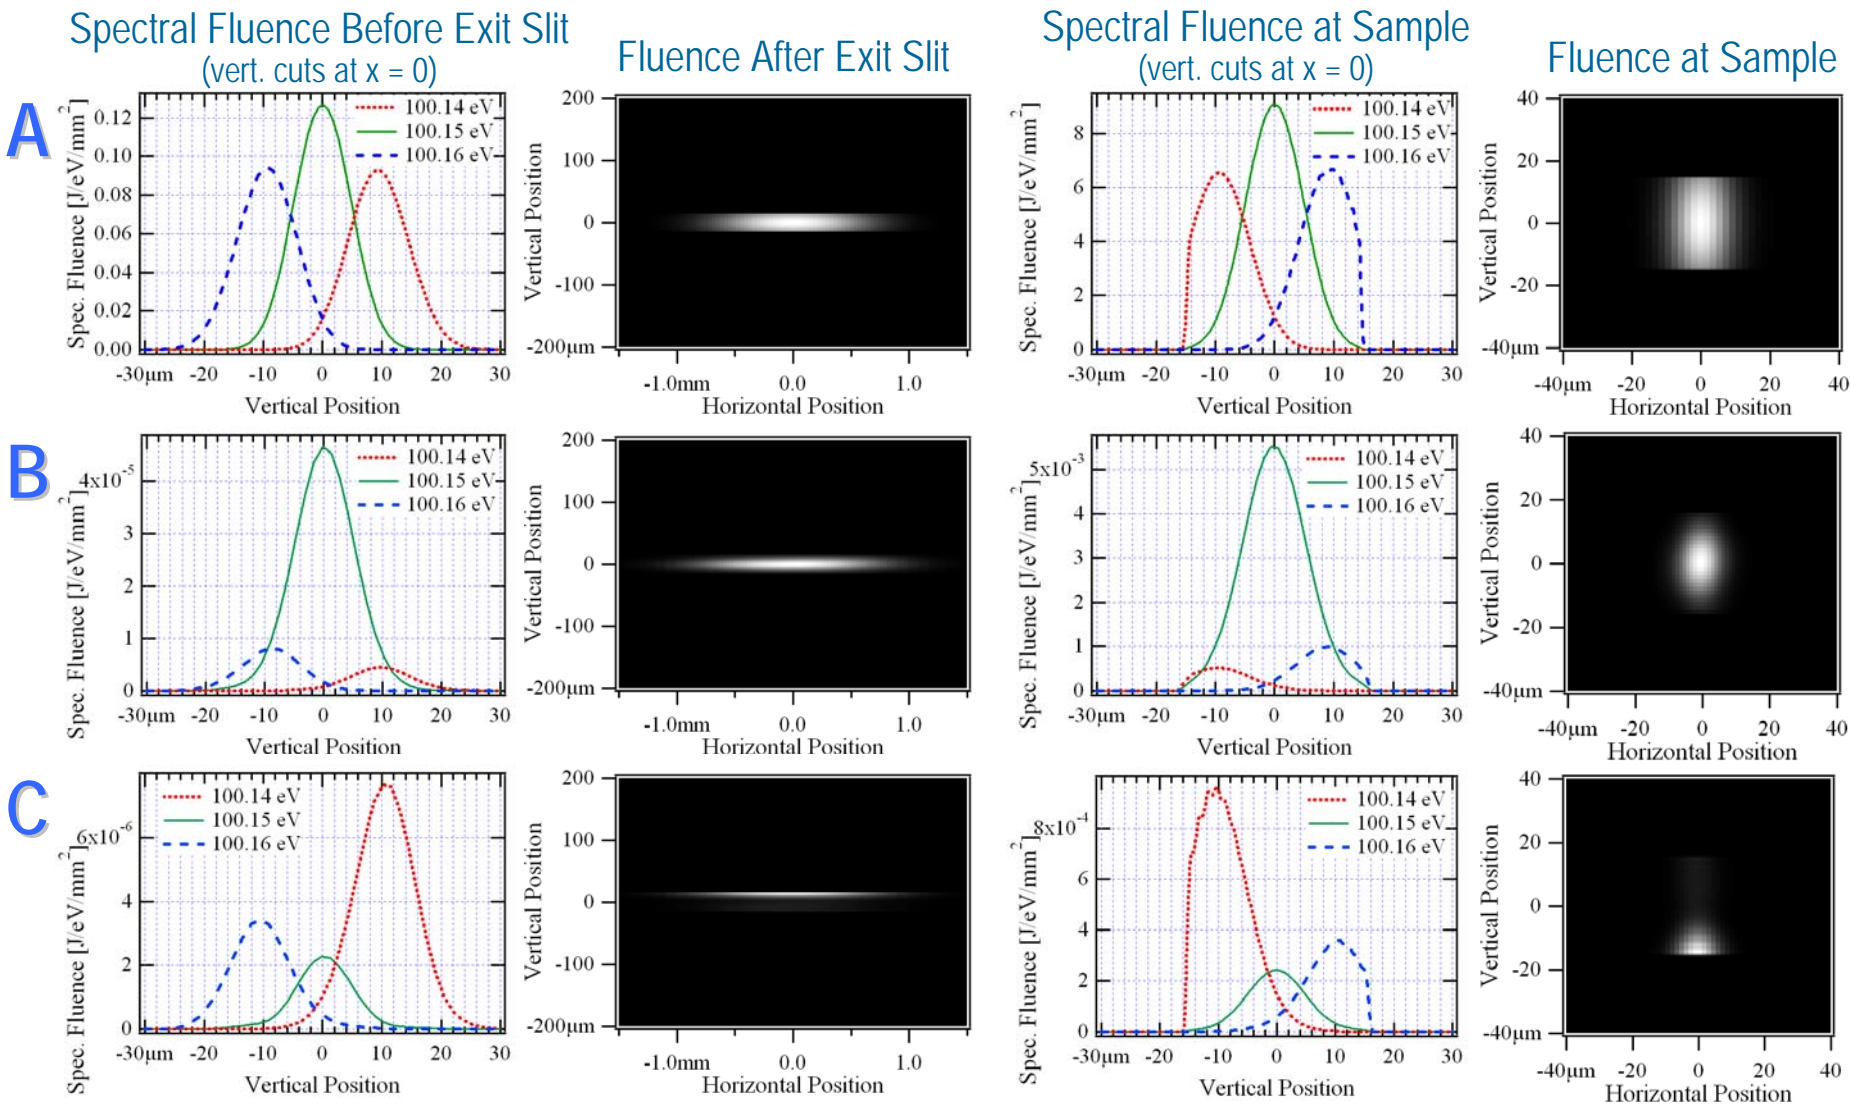 Spectral Fluence Before Exit Slit
(vert. cuts at x = 0)
Fluence After Exit Slit
Spectral Fluence at Sample
(vert. cuts at x = 0)
Fluence at Sample
A
Spec. Fluence [J/eV/mm²]
0.12
0.10
0.08
0.06
0.04
0.02
0.00
100.14 eV
100.15 eV
100.16 eV
-30µm -20 -10 0 10 20 30
Vertical Position
Vertical Position
200
100
0
-100
-200µm
-1.0mm 0.0 1.0
Horizontal Position
Spec. Fluence [J/eV/mm²]
8
6
4
2
0
100.14 eV
100.15 eV
100.16 eV
-30µm -20 -10 0 10 20 30
Vertical Position
Vertical Position
40
20
0
-20
-40µm
-40µm -20 0 20 40
Horizontal Position
B
Spec. Fluence [J/eV/mm²]
4x10⁻⁵
3
2
1
0
100.14 eV
100.15 eV
100.16 eV
-30µm -20 -10 0 10 20 30
Vertical Position
Vertical Position
200
100
0
-100
-200µm
-1.0mm 0.0 1.0
Horizontal Position
Spec. Fluence [J/eV/mm²]
5x10⁻³
4
3
2
1
0
100.14 eV
100.15 eV
100.16 eV
-30µm -20 -10 0 10 20 30
Vertical Position
Vertical Position
40
20
0
-20
-40µm
-40µm -20 0 20 40
Horizontal Position
C
Spec. Fluence [J/eV/mm²]
6x10⁻⁶
4
2
0
100.14 eV
100.15 eV
100.16 eV
-30µm -20 -10 0 10 20 30
Vertical Position
Vertical Position
200
100
0
-100
-200µm
-1.0mm 0.0 1.0
Horizontal Position
Spec. Fluence [J/eV/mm²]
8x10⁻⁴
6
4
2
0
100.14 eV
100.15 eV
100.16 eV
-30µm -20 -10 0 10 20 30
Vertical Position
Vertical Position
40
20
0
-20
-40µm
-40µm -20 0 20 40
Horizontal Position